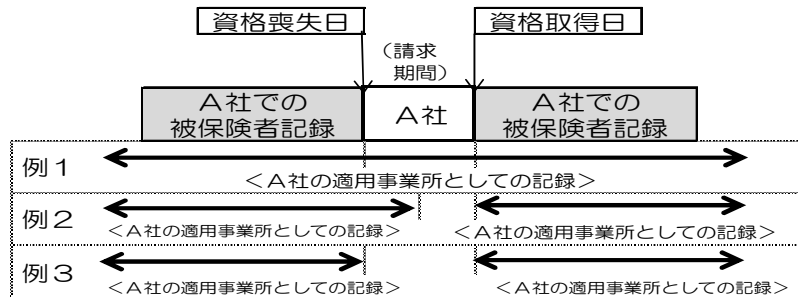 資格喪失日
資格取得日
（請求
期間）
A社での
被保険者記録
A社
A社での
被保険者記録
例１
＜A社の適用事業所としての記録＞
例２
＜A社の適用事業所としての記録＞
＜A社の適用事業所としての記録＞
例３
＜A社の適用事業所としての記録＞
＜A社の適用事業所としての記録＞